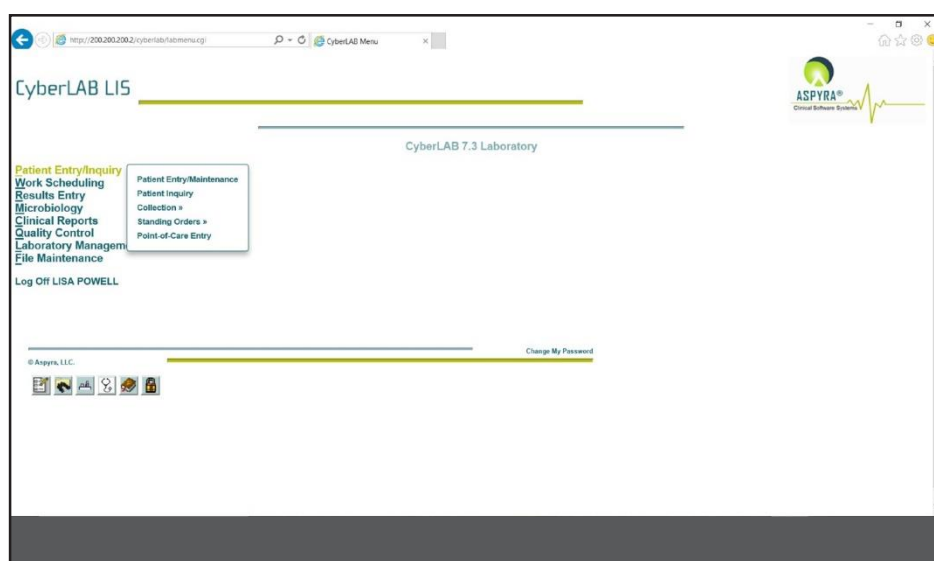 http://200.200.200.2/cyberlab/labmenu.cgi
CyberLAB Menu
CyberLAB LIS
ASPYRA®
Clinical Software Systems
CyberLAB 7.3 Laboratory
Patient Entry/Inquiry
Work Scheduling
Results Entry
Microbiology
Clinical Reports
Quality Control
Laboratory Managem
File Maintenance
Patient Entry/Maintenance
Patient Inquiry
Collection »
Standing Orders »
Point-of-Care Entry
Log Off LISA POWELL
Change My Password
© Aspyra, LLC.